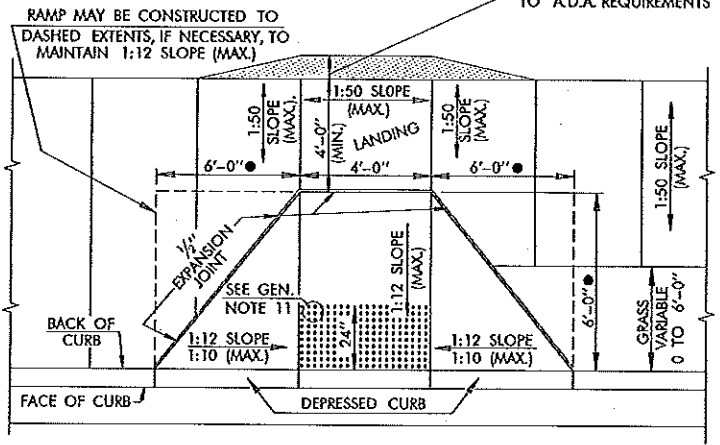 RAMP MAY BE CONSTRUCTED TO
DASHED EXTENTS, IF NECESSARY, TO
MAINTAIN 1:12 SLOPE (MAX.)
TO A.D.A. REQUIREMENTS
1:50
SLOPE
(MAX.)
1:50 SLOPE
(MAX.)
4'-0"
(MIN.)
LANDING
1:50
SLOPE
(MAX.)
1:50 SLOPE
(MAX.)
6'-0"●
4'-0"
6'-0"●
1/2"
EXPANSION
JOINT
1:12 SLOPE
(MAX.)
6'-0"●
GRASS
VARIABLE
0 TO 6'-0"
SEE GEN.
NOTE 11
24"
BACK OF
CURB
1:12 SLOPE
1:10 (MAX.)
1:12 SLOPE
1:10 (MAX.)
FACE OF CURB
DEPRESSED CURB